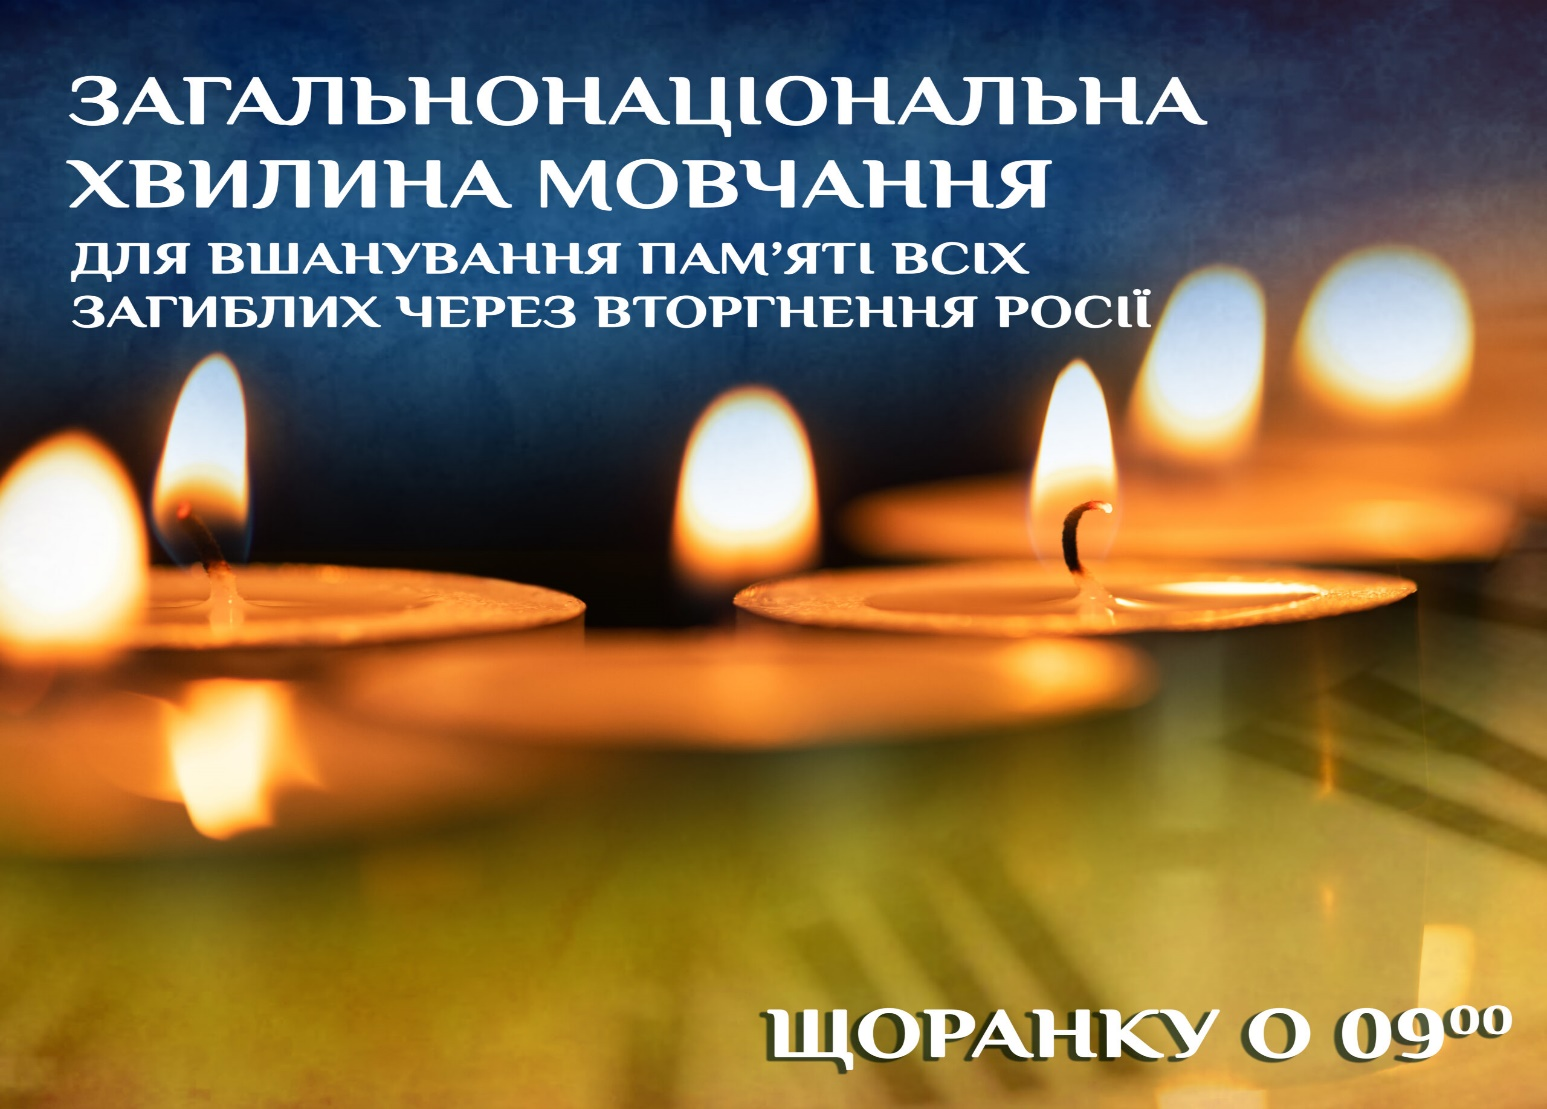 ЗАГАЛЬНОНАЦІОНАЛЬНА
ХВИЛИНА МОВЧАННЯ
ДЛЯ ВШАНУВАННЯ ПАМ’ЯТІ ВСІХ
ЗАГИБЛИХ ЧЕРЕЗ ВТОРГНЕННЯ РОСІЇ
ЩОРАНКУ О 09⁰⁰